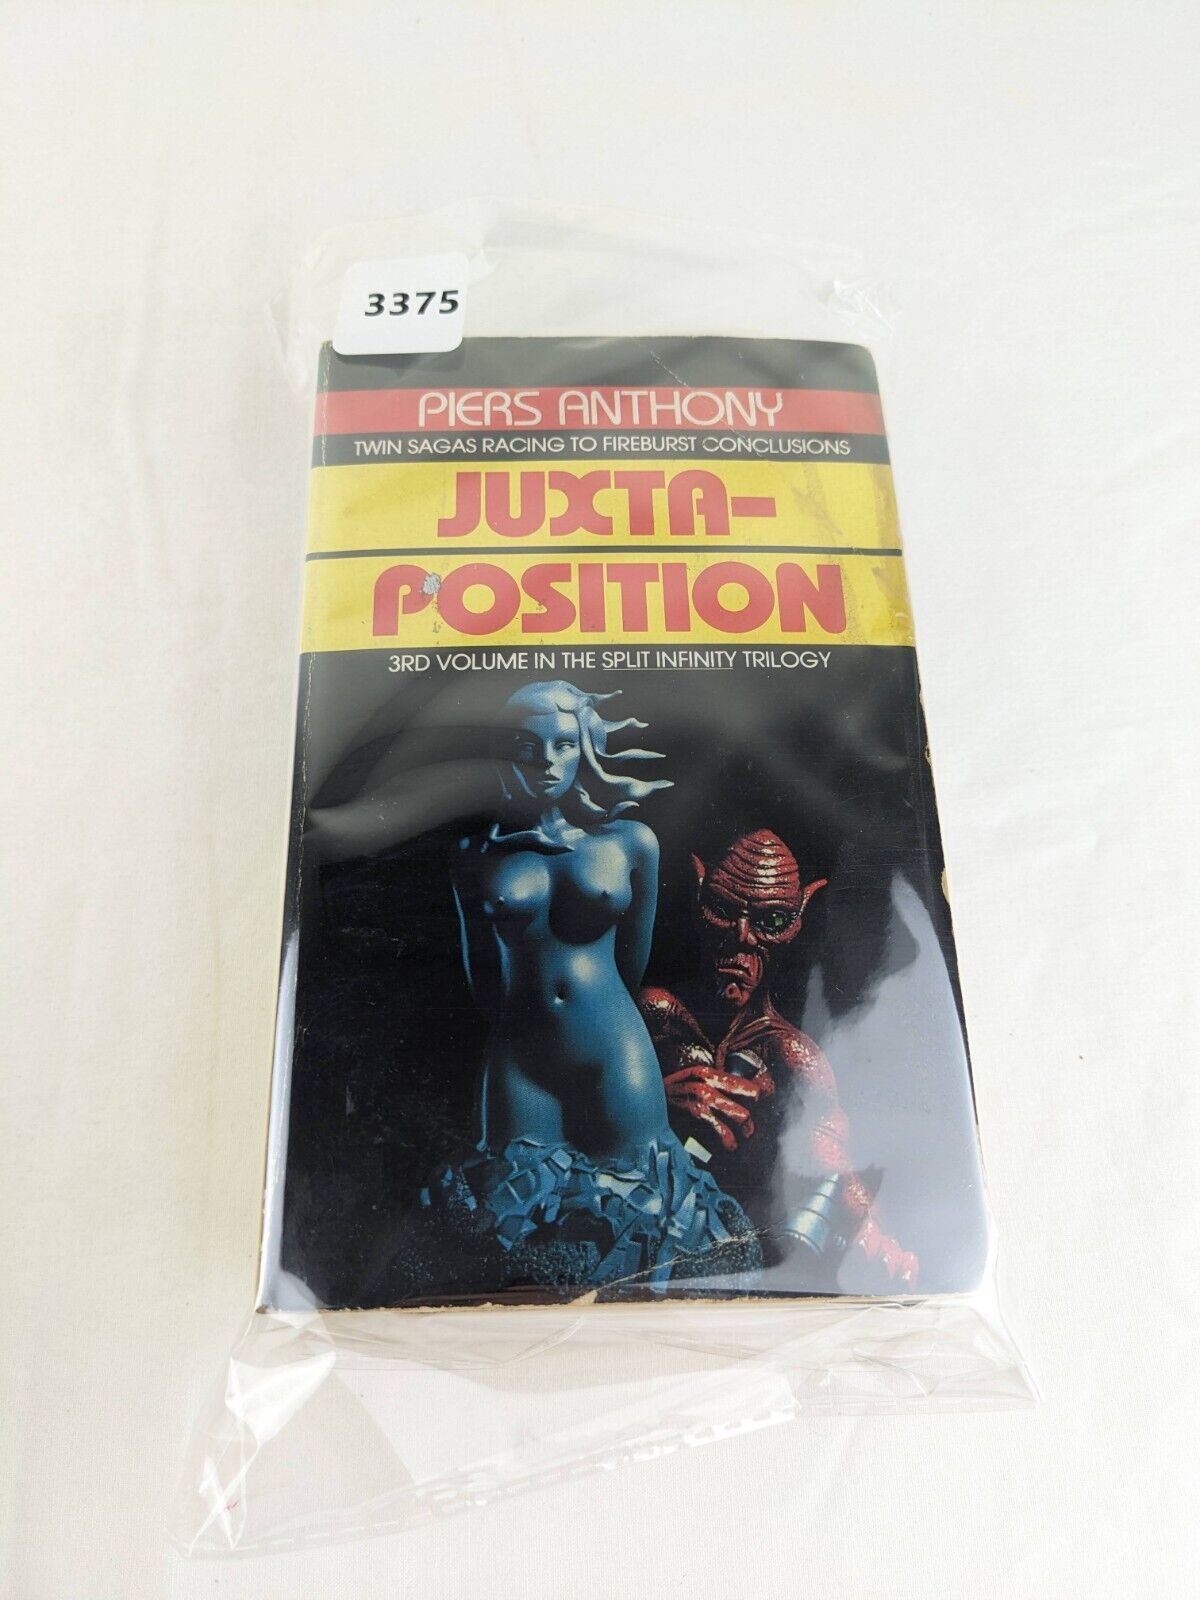 3375
PIERS ANTHONY
TWIN SAGAS RACING TO FIREBURST CONCLUSIONS
JUXTA-
POSITION
3RD VOLUME IN THE SPLIT INFINITY TRILOGY